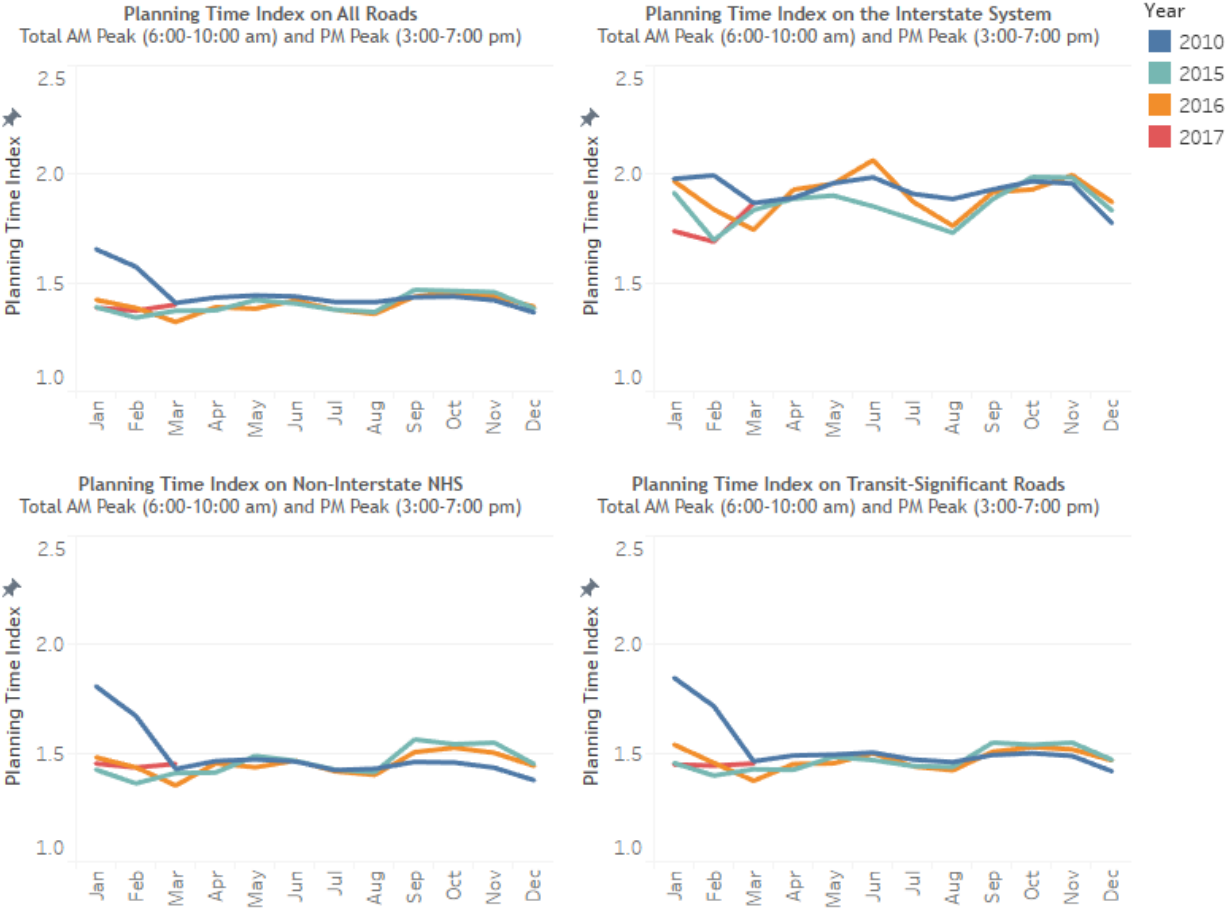 Planning Time Index on All Roads
Total AM Peak (6:00-10:00 am) and PM Peak (3:00-7:00 pm)
Planning Time Index
2.5
2.0
1.5
1.0
Jan
Feb
Mar
Apr
May
Jun
Jul
Aug
Sep
Oct
Nov
Dec
Planning Time Index on the Interstate System
Total AM Peak (6:00-10:00 am) and PM Peak (3:00-7:00 pm)
Planning Time Index
2.5
2.0
1.5
1.0
Jan
Feb
Mar
Apr
May
Jun
Jul
Aug
Sep
Oct
Nov
Dec
Year
2010
2015
2016
2017
Planning Time Index on Non-Interstate NHS
Total AM Peak (6:00-10:00 am) and PM Peak (3:00-7:00 pm)
Planning Time Index
2.5
2.0
1.5
1.0
Jan
Feb
Mar
Apr
May
Jun
Jul
Aug
Sep
Oct
Nov
Dec
Planning Time Index on Transit-Significant Roads
Total AM Peak (6:00-10:00 am) and PM Peak (3:00-7:00 pm)
Planning Time Index
2.5
2.0
1.5
1.0
Jan
Feb
Mar
Apr
May
Jun
Jul
Aug
Sep
Oct
Nov
Dec